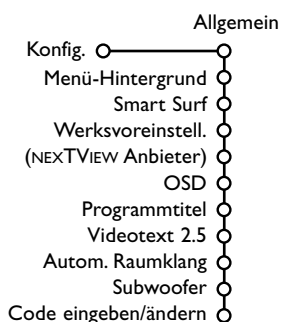 Allgemein
Konfig.
Menü-Hintergrund
Smart Surf
Werksvoreinstell.
(NEXTVIEW Anbieter)
OSD
Programmtitel
Videotext 2.5
Autom. Raumklang
Subwoofer
Code eingeben/ändern